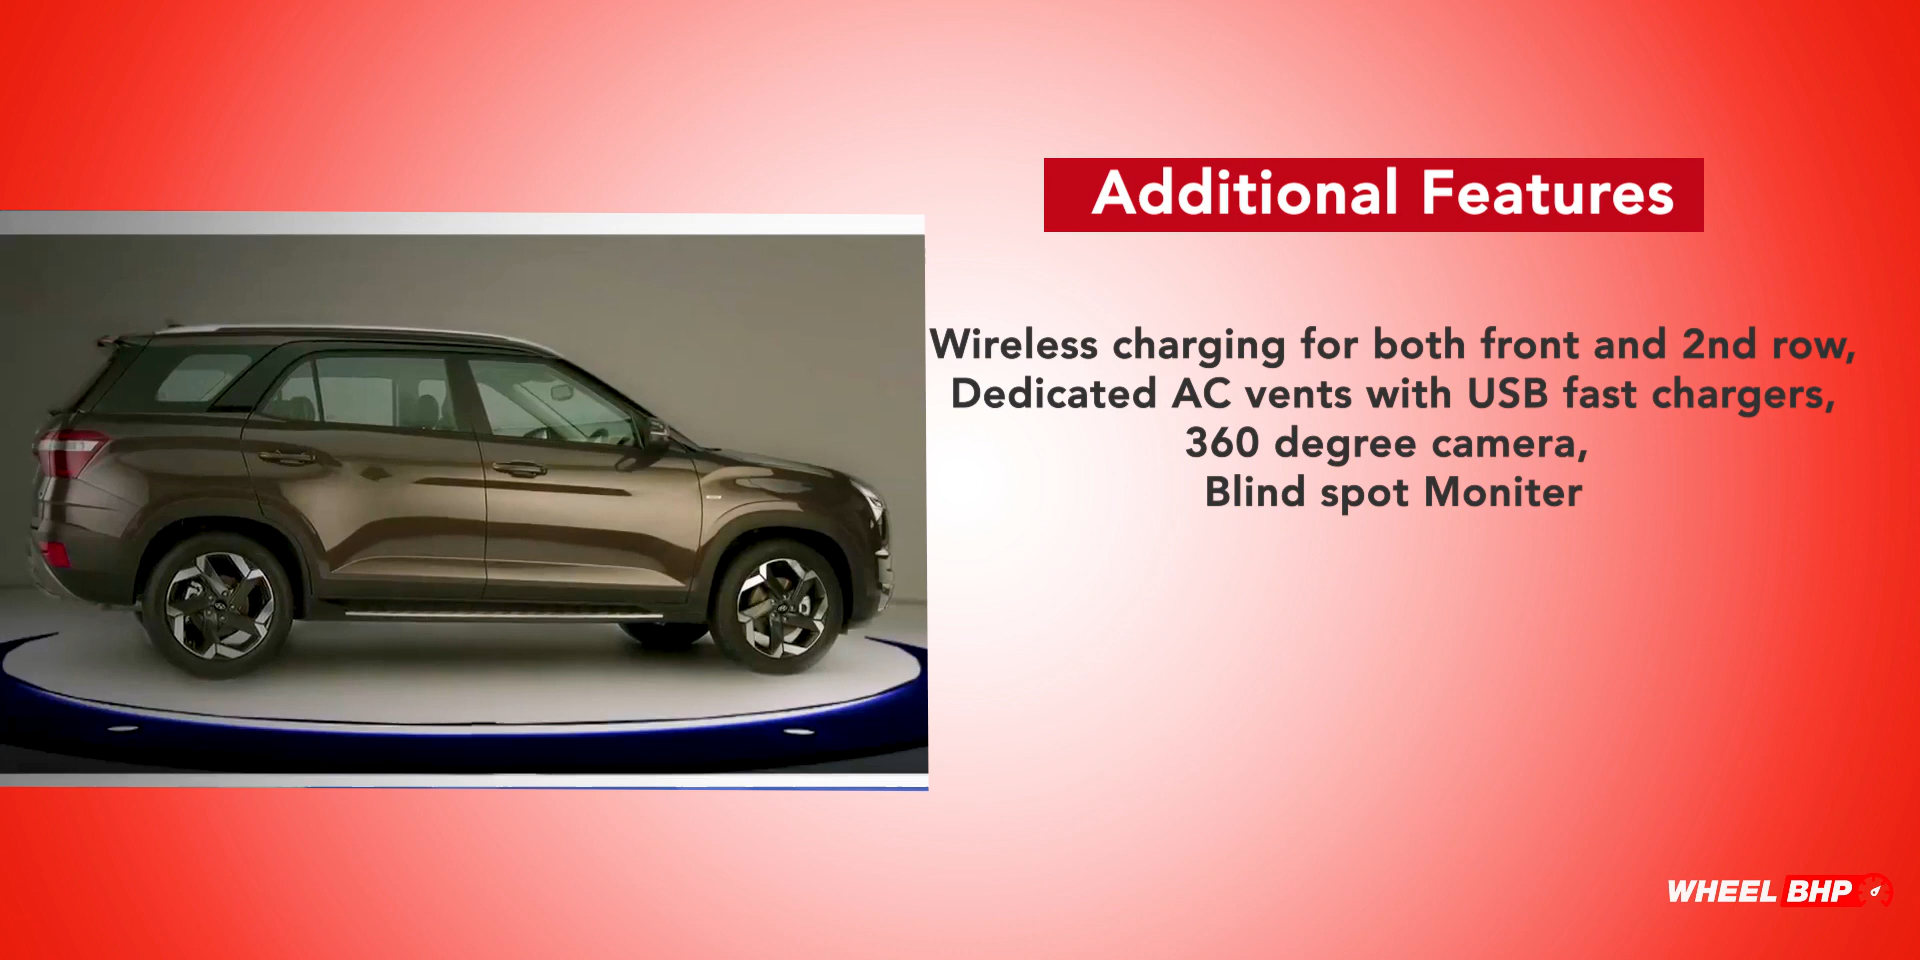 Additional Features
Wireless charging for both front and 2nd row,
Dedicated AC vents with USB fast chargers,
360 degree camera,
Blind spot Moniter
WHEEL BHP